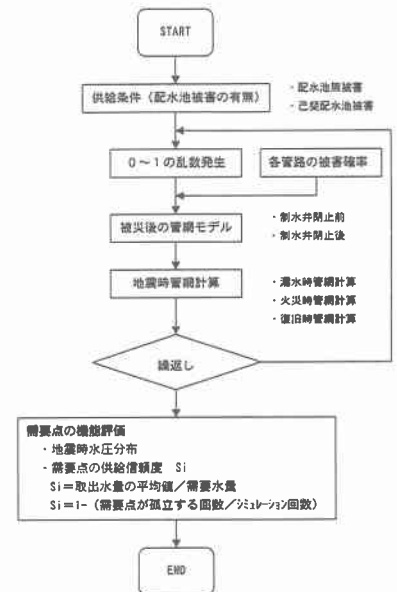 START
供給条件（配水池被害の有無）
・配水池無被害
・己斐配水池被害
０～１の乱数発生
各管路の被害確率
被災後の管網モデル
・制水弁閉止前
・制水弁閉止後
地震時管網計算
・漏水時管網計算
・火災時管網計算
・復旧時管網計算
繰返し
需要点の機能評価
・地震時水圧分布
・需要点の供給信頼度　Si
Si＝取出水量の平均値／需要水量
Si＝1-（需要点が孤立する回数／シミュレーション回数）
END